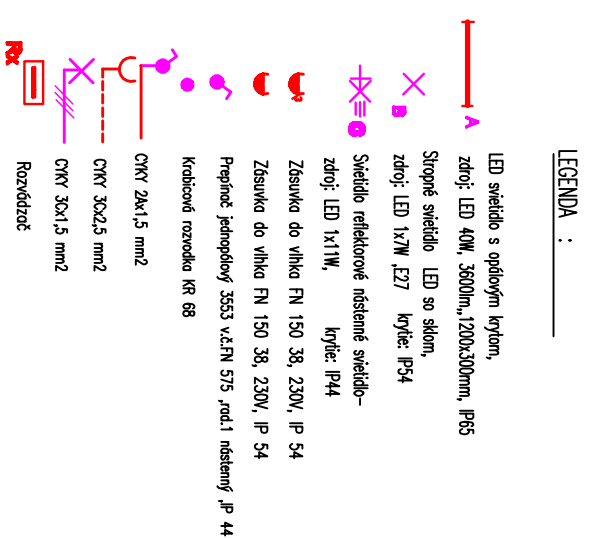 LEGENDA :
A
LED svietidlo s opálovým krytom,
zdroj: LED 40W, 3600lm,,1200x300mm, IP65
B
Stropné svietidlo LED so sklom,
zdroj: LED 1x7W ,E27 krytie: IP54
C
Svietidlo reflektorové nástenné svietidlo-
zdroj: LED 1x11W, krytie: IP44
Zásuvka do vlhka FN 150 38, 230V, IP 54
Zásuvka do vlhka FN 150 38, 230V, IP 54
Prepínač jednopólový 3553 v.č.FN 575 ,rad.1 nástenný ,IP 44
Krabicová rozvodka KR 68
CYKY 2Ax1,5 mm2
CYKY 3Cx2,5 mm2
CYKY 3Cx1,5 mm2
Rx
Rozvádzač